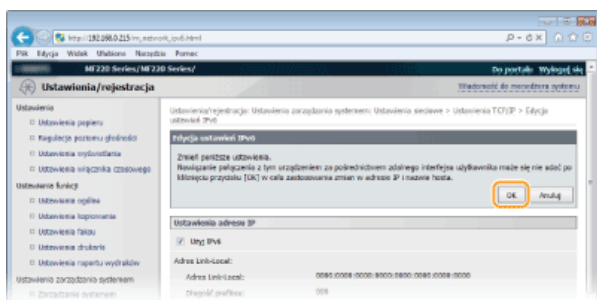 http://192.168.0.215/m_network_ipv6.html
Plik Edycja Widok Ulubione Narzędzia Pomoc
MF220 Series/MF220 Series/
Do portalu Wyloguj się
Ustawienia/rejestracja
Wiadomość do menedżera systemu
Ustawienia
Ustawienia papieru
Regulacja poziomu głośności
Ustawienia wyświetlania
Ustawienia włącznika czasowego
Ustawienia funkcji
Ustawienia ogólne
Ustawienia kopiowania
Ustawienia faksu
Ustawienia drukarki
Ustawienia raportu wydruków
Ustawienia zarządzania systemem
Zarządzanie systemem
Ustawienia/rejestracja: Ustawienia zarządzania systemem: Ustawienia sieciowe > Ustawienia TCP/IP > Edycja
ustawień IPv6
Edycja ustawień IPv6
Zmień poniższe ustawienia.
Nawiązanie połączenia z tym urządzeniem za pośrednictwem zdalnego interfejsu użytkownika może się nie udać po
kliknięciu przycisku [OK] w celu zastosowania zmian w adresie IP i nazwie hosta.
OK Anuluj
Ustawienia adresu IP
Użyj IPv6
Adres Link-Local:
Adres Link-Local:
Długość prefiksu: